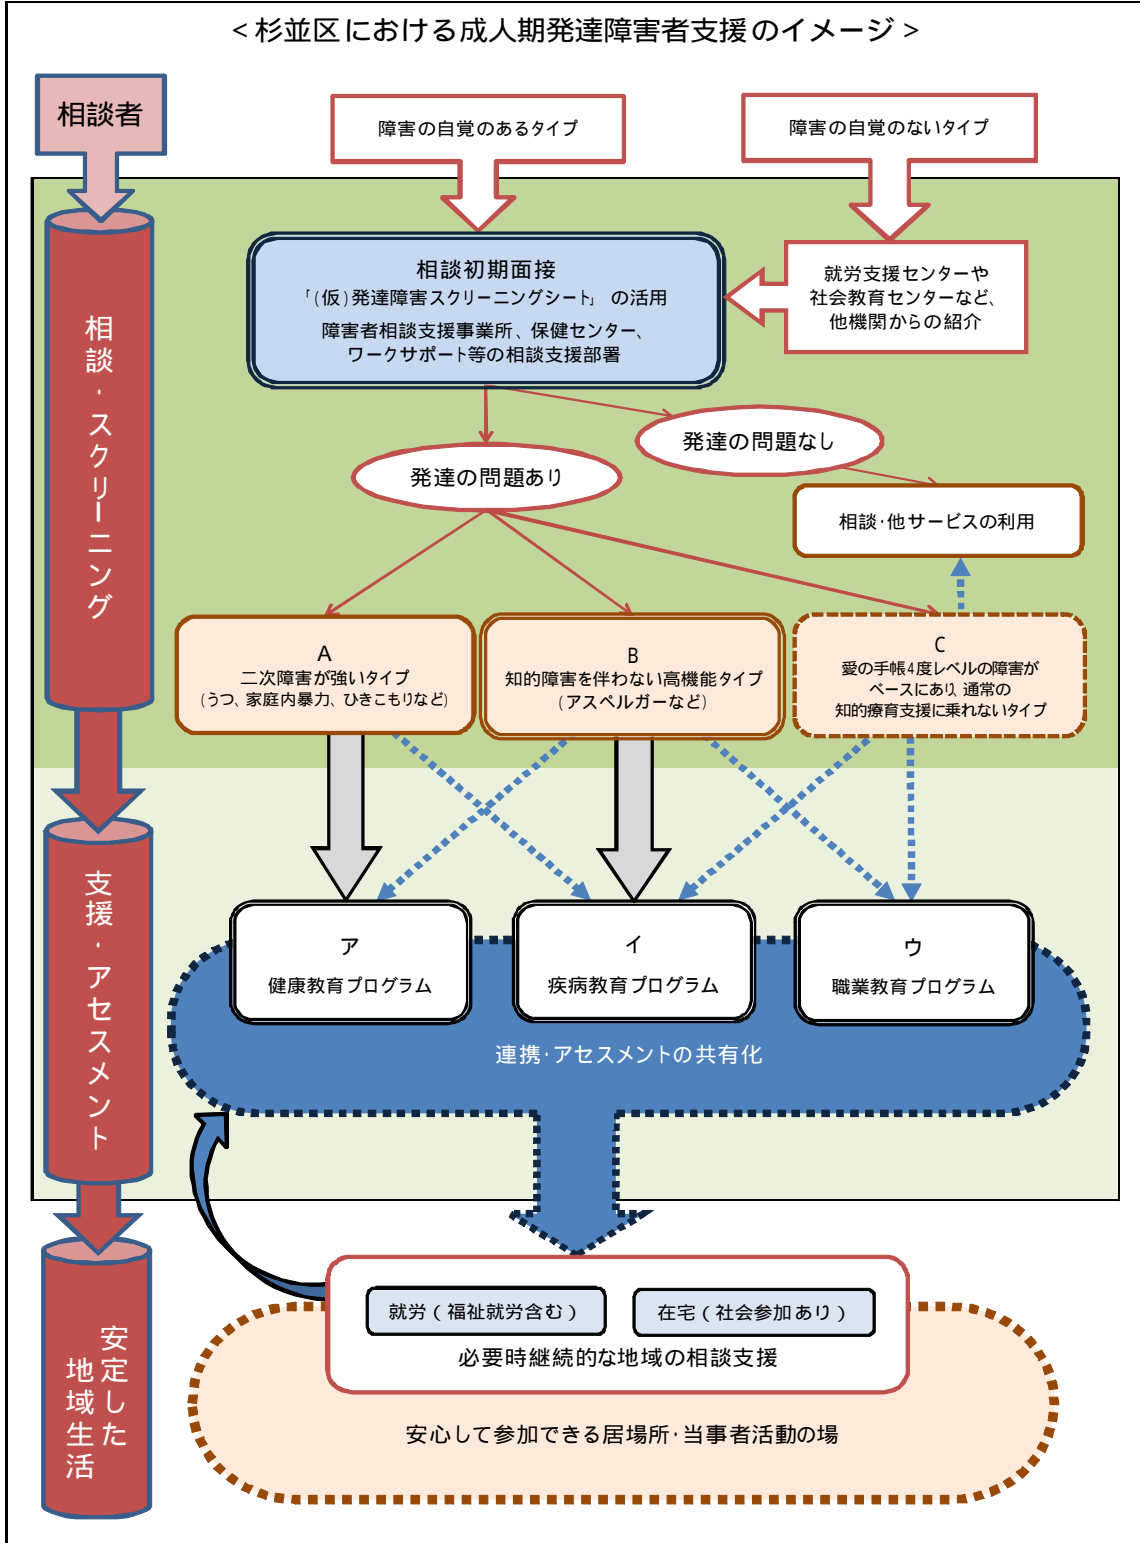 ＜杉並区における成人期発達障害者支援のイメージ＞
相談者
障害の自覚のあるタイプ
障害の自覚のないタイプ
相談・スクリーニング
相談初期面接
「(仮)発達障害スクリーニングシート」の活用
障害者相談支援事業所、保健センター、
ワークサポート等の相談支援部署
就労支援センターや
社会教育センターなど、
他機関からの紹介
発達の問題なし
発達の問題あり
相談・他サービスの利用
A
二次障害が強いタイプ
(うつ、家庭内暴力、ひきこもりなど)
B
知的障害を伴わない高機能タイプ
(アスペルガーなど)
C
愛の手帳4度レベルの障害が
ベースにあり、通常の
知的療育支援に乗れないタイプ
支援・アセスメント
ア
健康教育プログラム
イ
疾病教育プログラム
ウ
職業教育プログラム
連携・アセスメントの共有化
安定した
地域生活
就労(福祉就労含む)
在宅(社会参加あり)
必要時継続的な地域の相談支援
安心して参加できる居場所・当事者活動の場